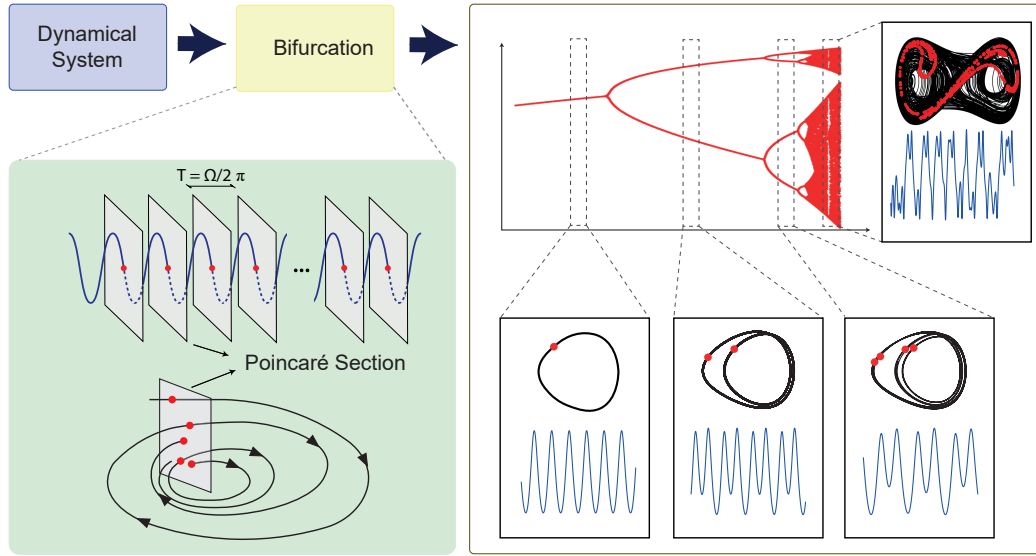 Dynamical
System
Bifurcation
T = Ω/2 π
...
Poincaré Section